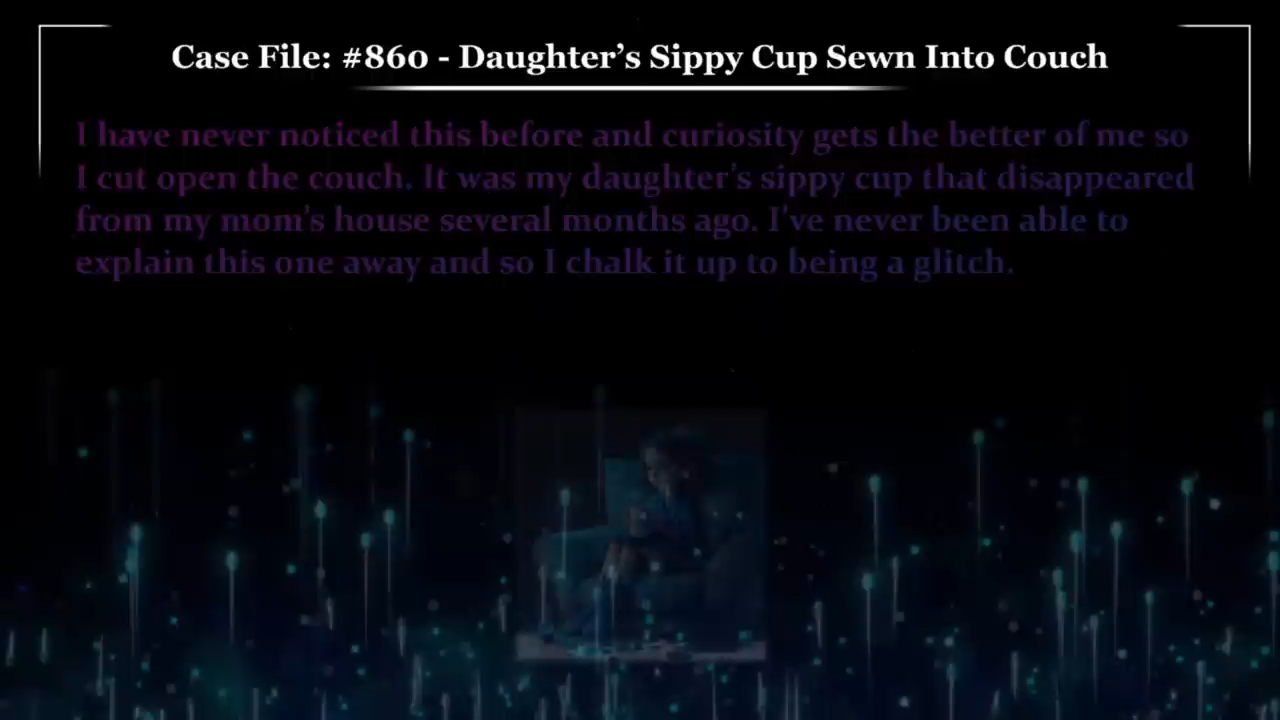 Case File: #860 - Daughter’s Sippy Cup Sewn Into Couch
I have never noticed this before and curiosity gets the better of me so
I cut open the couch. It was my daughter’s sippy cup that disappeared
from my mom’s house several months ago. I’ve never been able to
explain this one away and so I chalk it up to being a glitch.